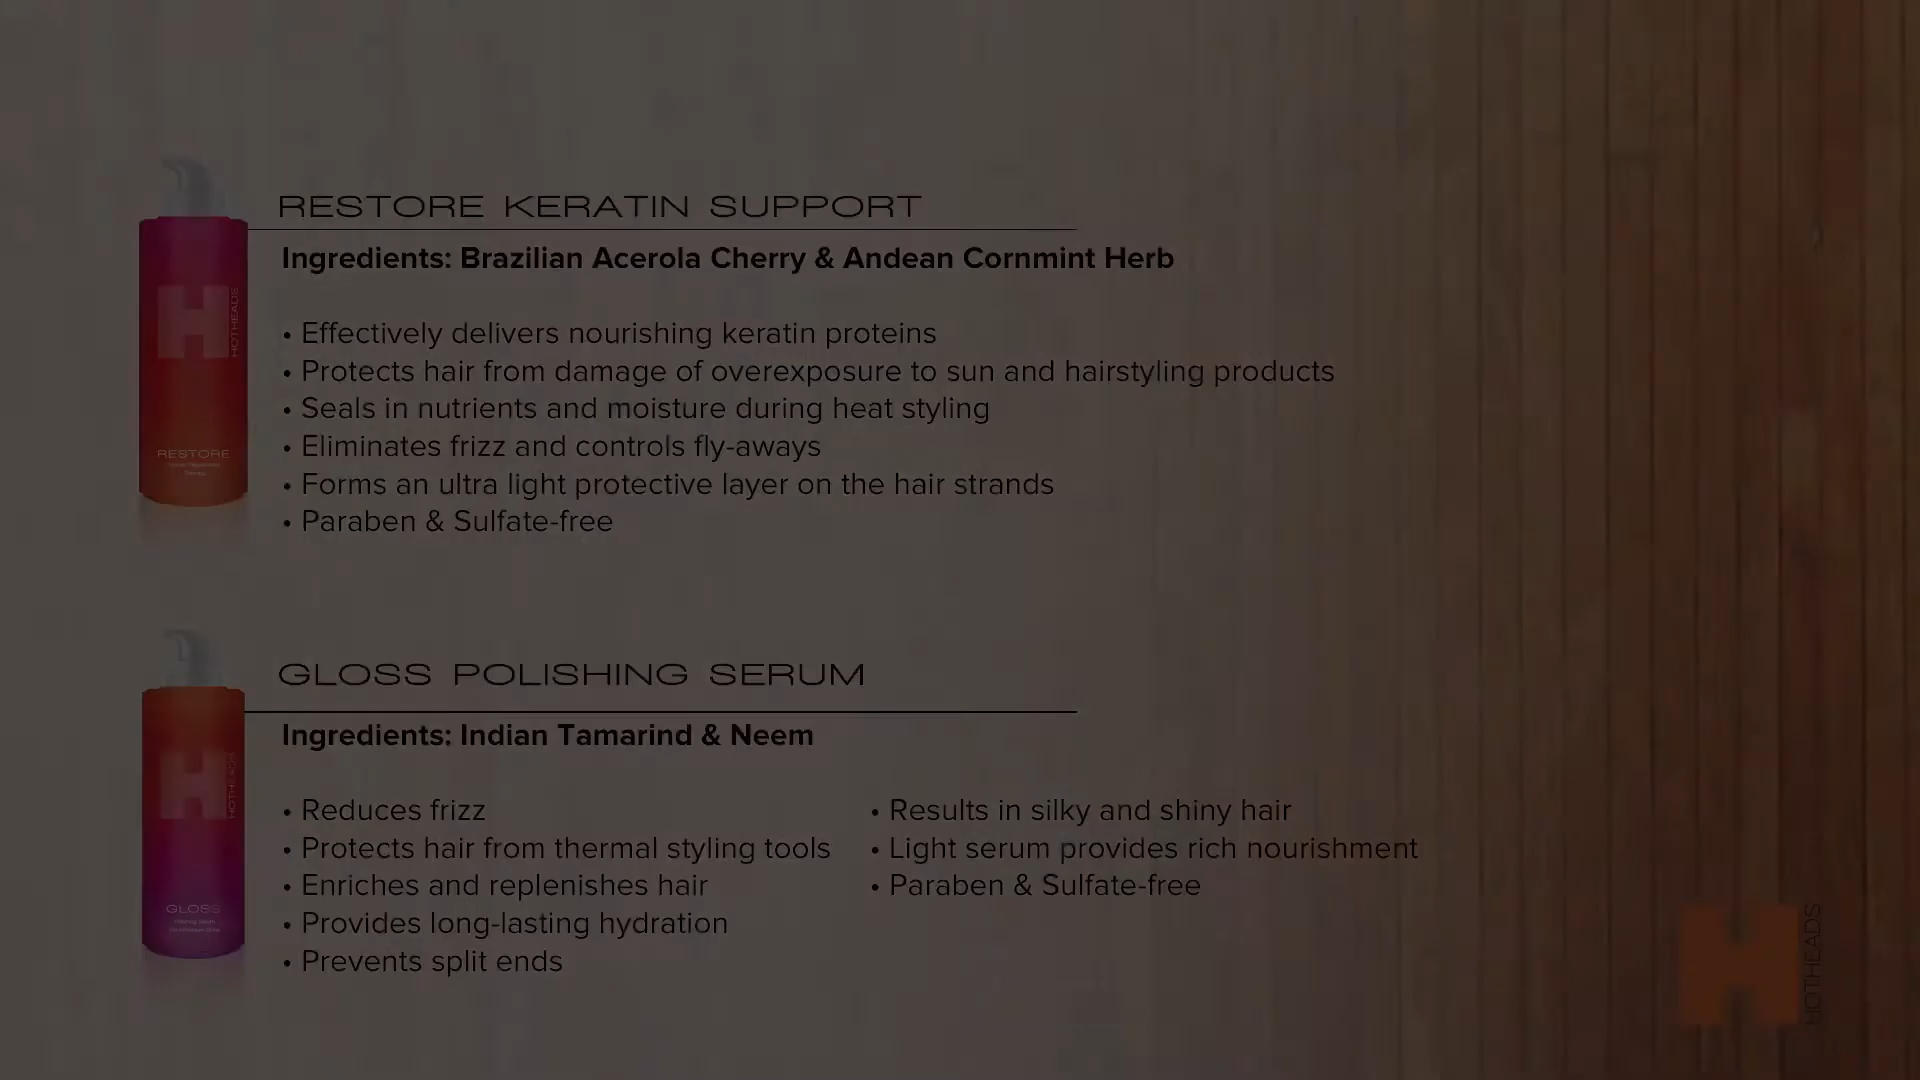 RESTORE KERATIN SUPPORT
Ingredients: Brazilian Acerola Cherry & Andean Cornmint Herb
• Effectively delivers nourishing keratin proteins
• Protects hair from damage of overexposure to sun and hairstyling products
• Seals in nutrients and moisture during heat styling
• Eliminates frizz and controls fly-aways
• Forms an ultra light protective layer on the hair strands
• Paraben & Sulfate-free
H HOTHEADS
RESTORE
GLOSS POLISHING SERUM
Ingredients: Indian Tamarind & Neem
• Reduces frizz
• Protects hair from thermal styling tools
• Enriches and replenishes hair
• Provides long-lasting hydration
• Prevents split ends
• Results in silky and shiny hair
• Light serum provides rich nourishment
• Paraben & Sulfate-free
H HOTHEADS
GLOSS
H HOTHEADS